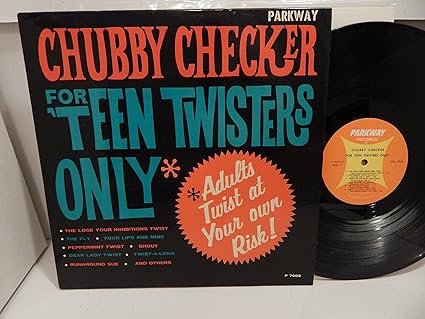 PARKWAY
CHUBBY CHECKER
FOR TEEN TWISTERS
ONLY*
*Adults
Twist at
Your own
Risk!
• THE LOSE YOUR INHIBITIONS TWIST
• THE FLY • YOUR LIPS AND MINE
• PEPPERMINT TWIST • SHOUT
• DEAR LADY TWIST • TWIST-A-LONG
• RUNAROUND SUE • AND OTHERS
P 7009
PARKWAY
CHUBBY CHECKER
FOR TEEN TWISTERS ONLY